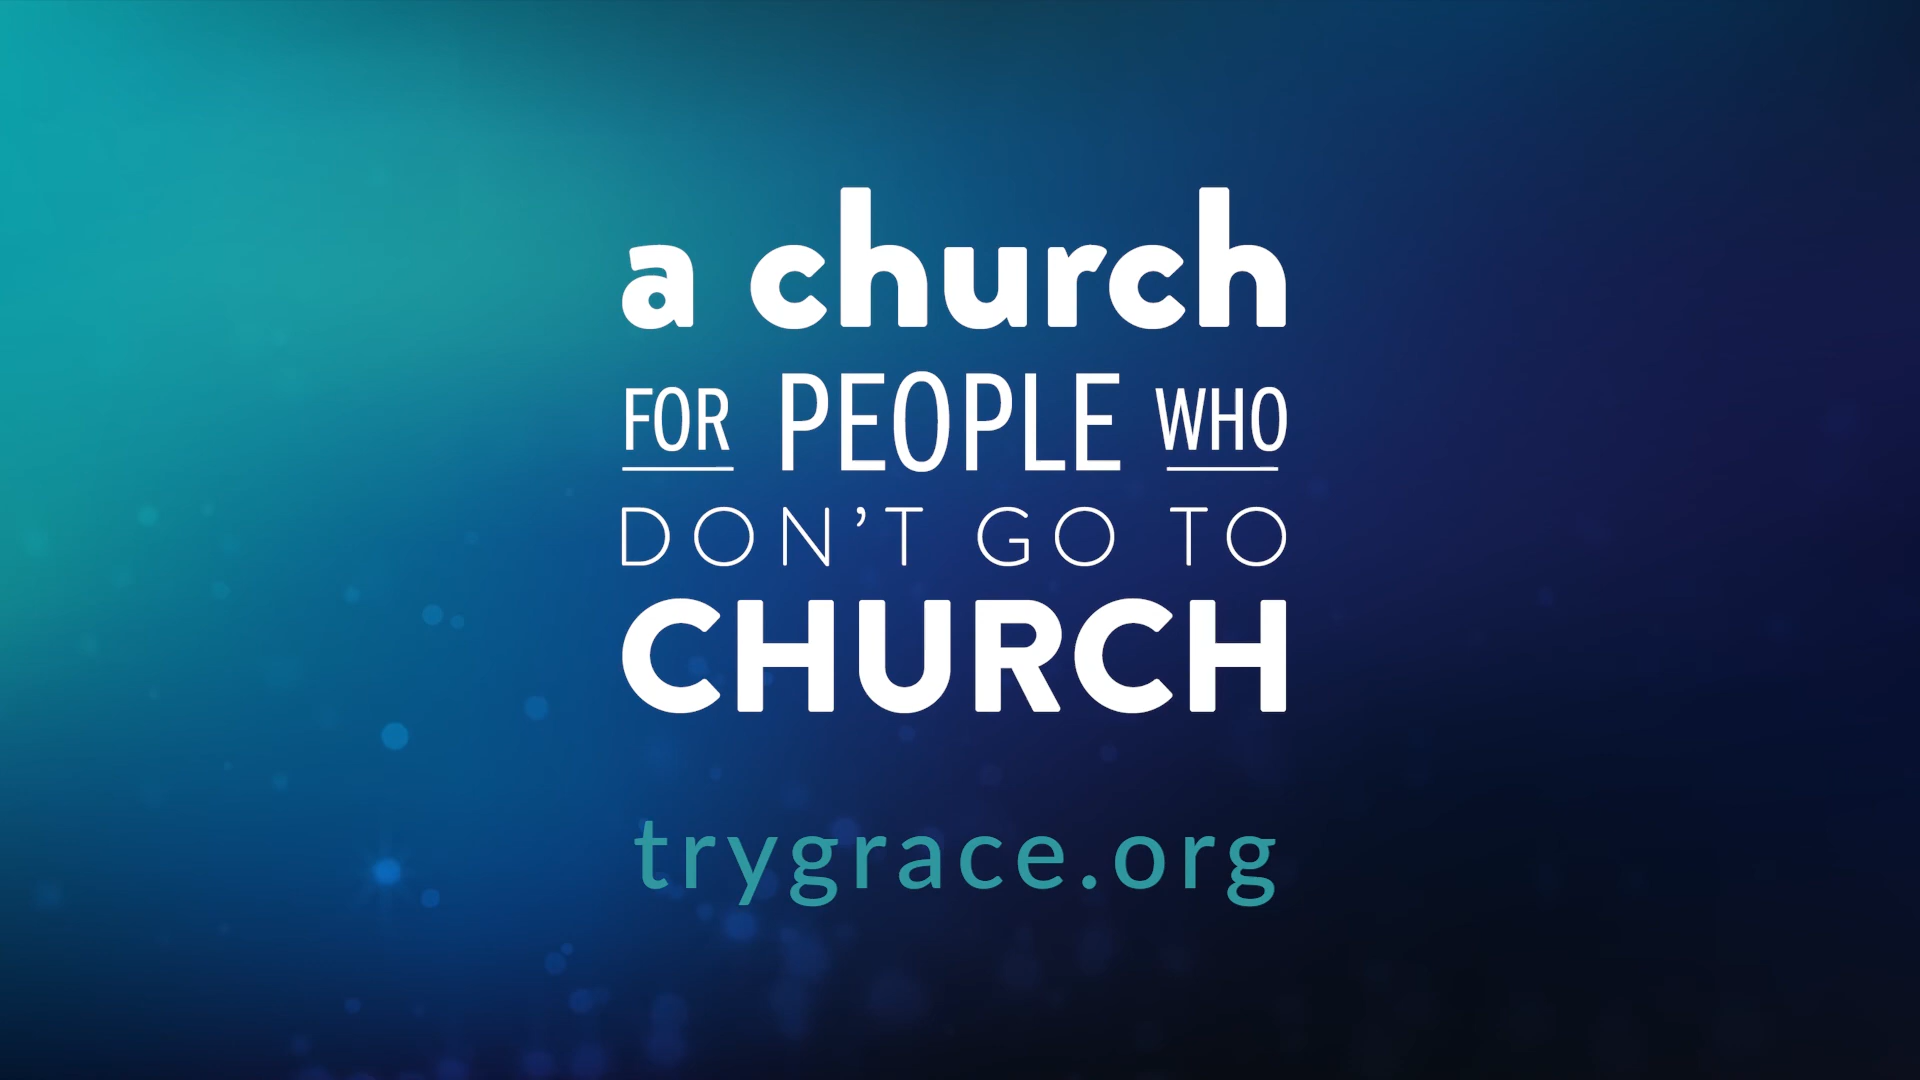 a church
FOR PEOPLE WHO
DON'T GO TO
CHURCH
trygrace.org